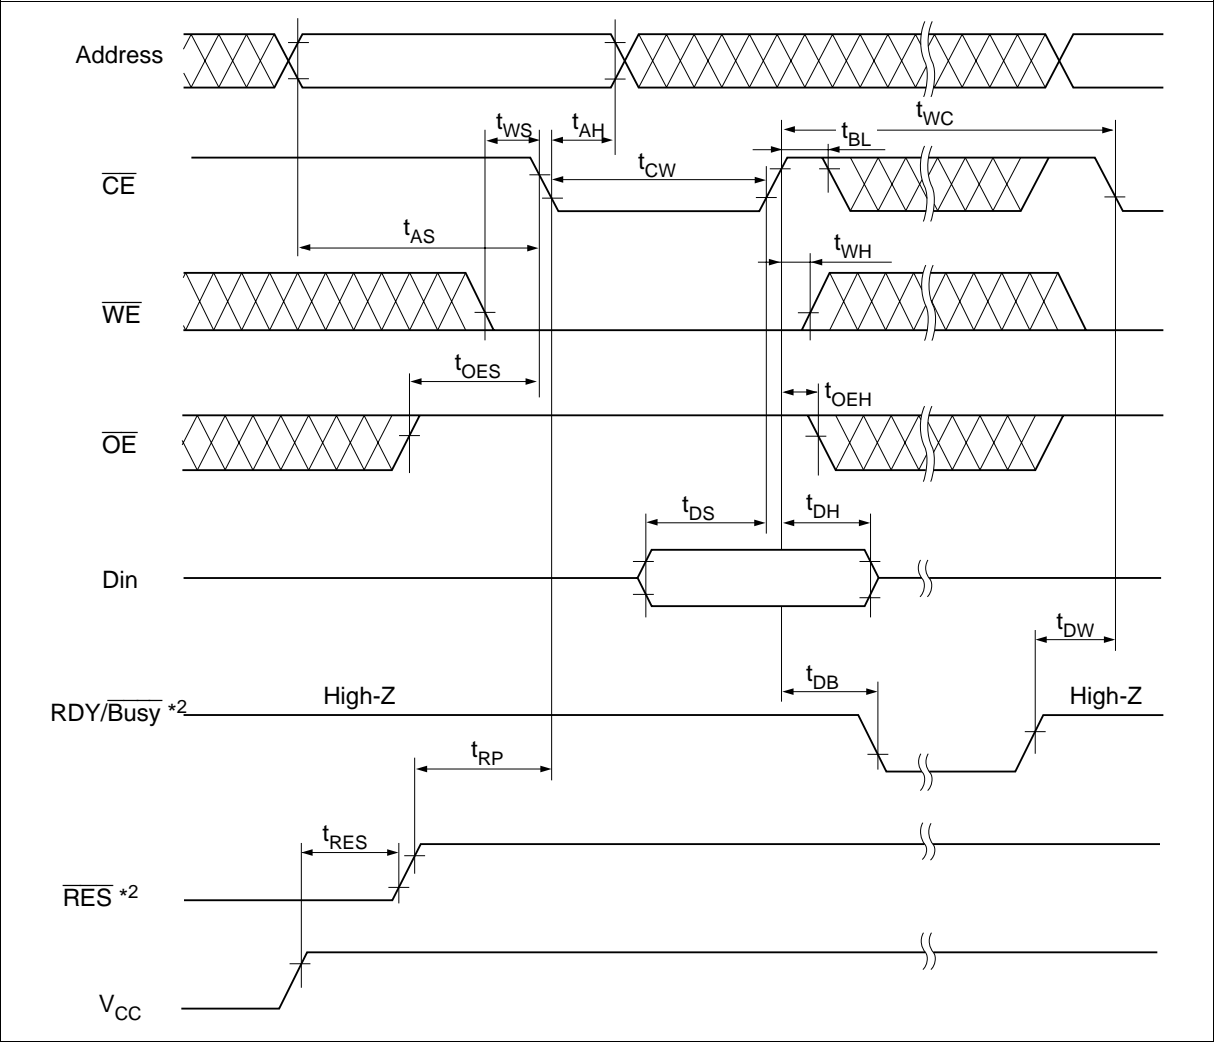 Address
tWC
tWS
tAH
tBL
tCW
CE
tAS
tWH
WE
tOES
tOEH
OE
tDS
tDH
Din
tDW
tDB
High-Z
High-Z
RDY/Busy *2
tRP
tRES
RES *2
VCC